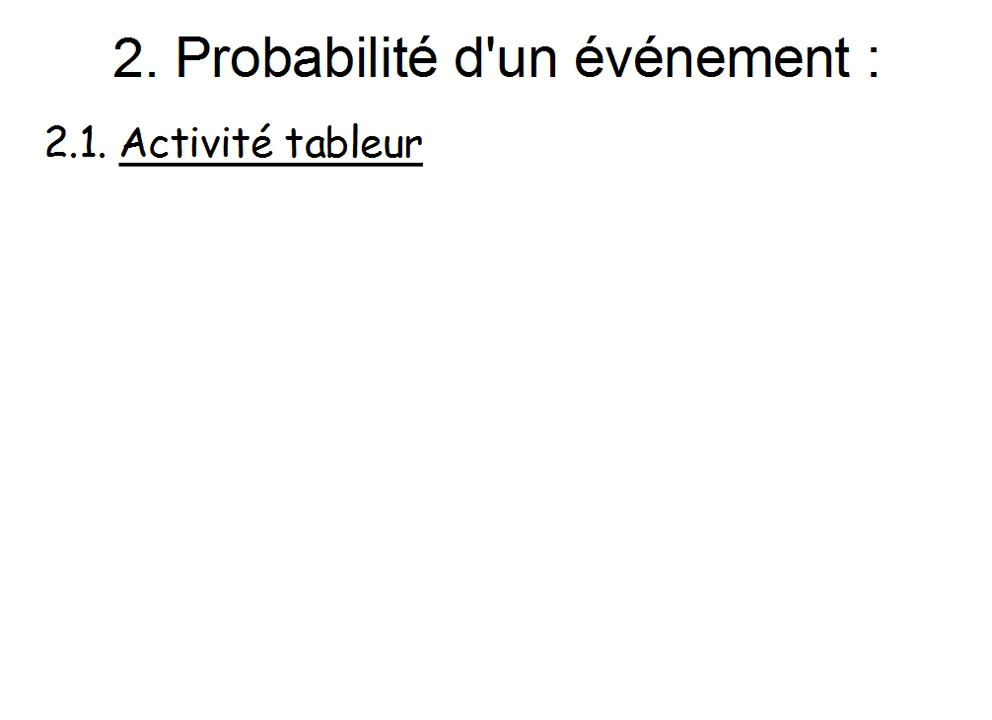 2. Probabilité d'un événement :
2.1. Activité tableur